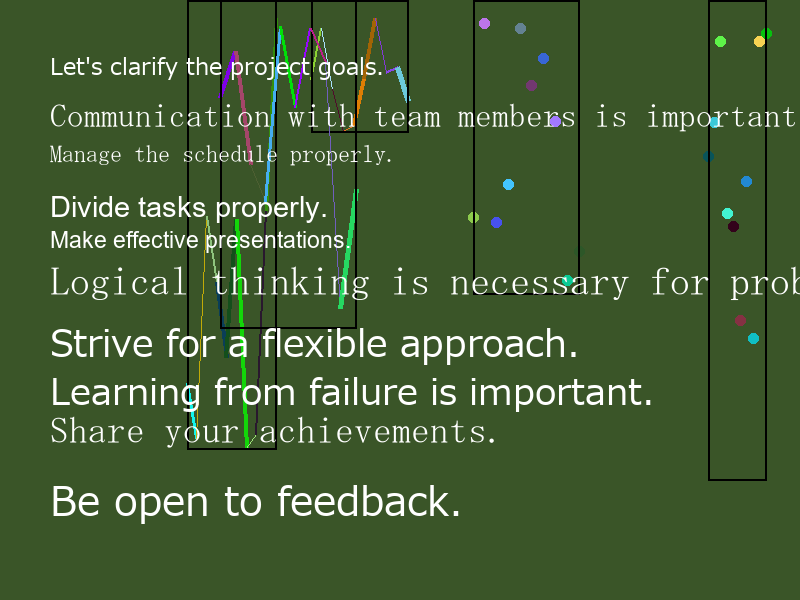 Let's clarify the project goals.
Communication with team members is important
Manage the schedule properly.
Divide tasks properly.
Make effective presentations.
Logical thinking is necessary for
Strive for a flexible approach.
Learning from failure is important.
Share your achievements.
Be open to feedback.